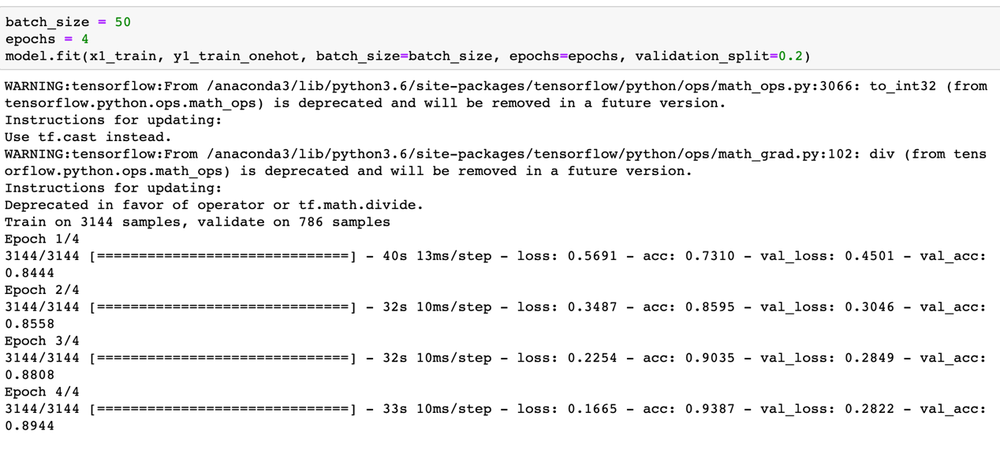 batch_size = 50
epochs = 4
model.fit(x1_train, y1_train_onehot, batch_size=batch_size, epochs=epochs, validation_split=0.2)
WARNING:tensorflow:From /anaconda3/lib/python3.6/site-packages/tensorflow/python/ops/math_ops.py:3066: to_int32 (from
tensorflow.python.ops.math_ops) is deprecated and will be removed in a future version.
Instructions for updating:
Use tf.cast instead.
WARNING:tensorflow:From /anaconda3/lib/python3.6/site-packages/tensorflow/python/ops/math_grad.py:102: div (from tens
orflow.python.ops.math_ops) is deprecated and will be removed in a future version.
Instructions for updating:
Deprecated in favor of operator or tf.math.divide.
Train on 3144 samples, validate on 786 samples
Epoch 1/4
3144/3144 [==============================] - 40s 13ms/step - loss: 0.5691 - acc: 0.7310 - val_loss: 0.4501 - val_acc:
0.8444
Epoch 2/4
3144/3144 [==============================] - 32s 10ms/step - loss: 0.3487 - acc: 0.8595 - val_loss: 0.3046 - val_acc:
0.8558
Epoch 3/4
3144/3144 [==============================] - 32s 10ms/step - loss: 0.2254 - acc: 0.9035 - val_loss: 0.2849 - val_acc:
0.8808
Epoch 4/4
3144/3144 [==============================] - 33s 10ms/step - loss: 0.1665 - acc: 0.9387 - val_loss: 0.2822 - val_acc:
0.8944